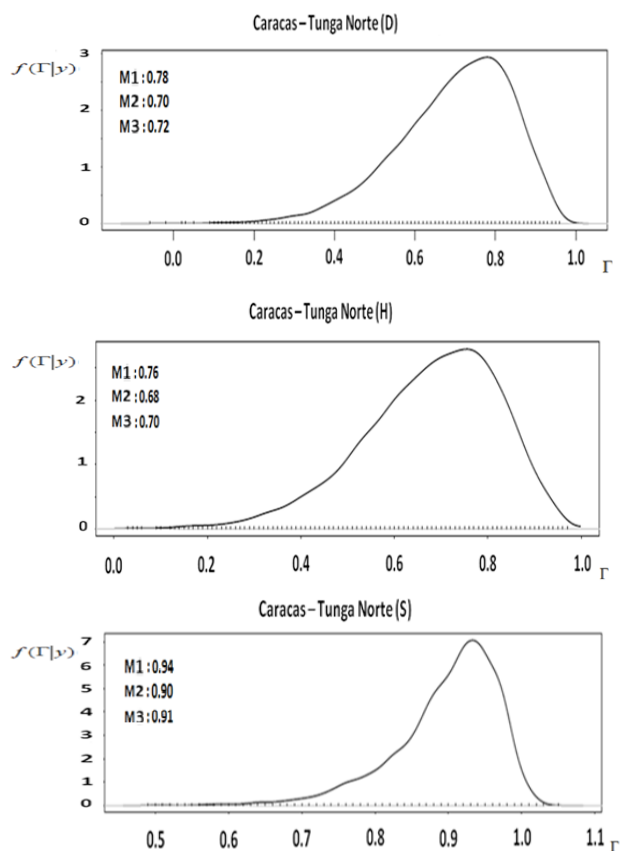 Caracas–Tunga Norte (D)
f(Γ|y)
3
2
1
0
M1: 0.78
M2: 0.70
M3: 0.72
0.0 0.2 0.4 0.6 0.8 1.0 Γ
Caracas–Tunga Norte (H)
f(Γ|y)
2
1
0
M1: 0.76
M2: 0.68
M3: 0.70
0.0 0.2 0.4 0.6 0.8 1.0 Γ
Caracas–Tunga Norte (S)
f(Γ|y)
7
6
5
4
3
2
1
0
M1: 0.94
M2: 0.90
M3: 0.91
0.5 0.6 0.7 0.8 0.9 1.0 1.1 Γ